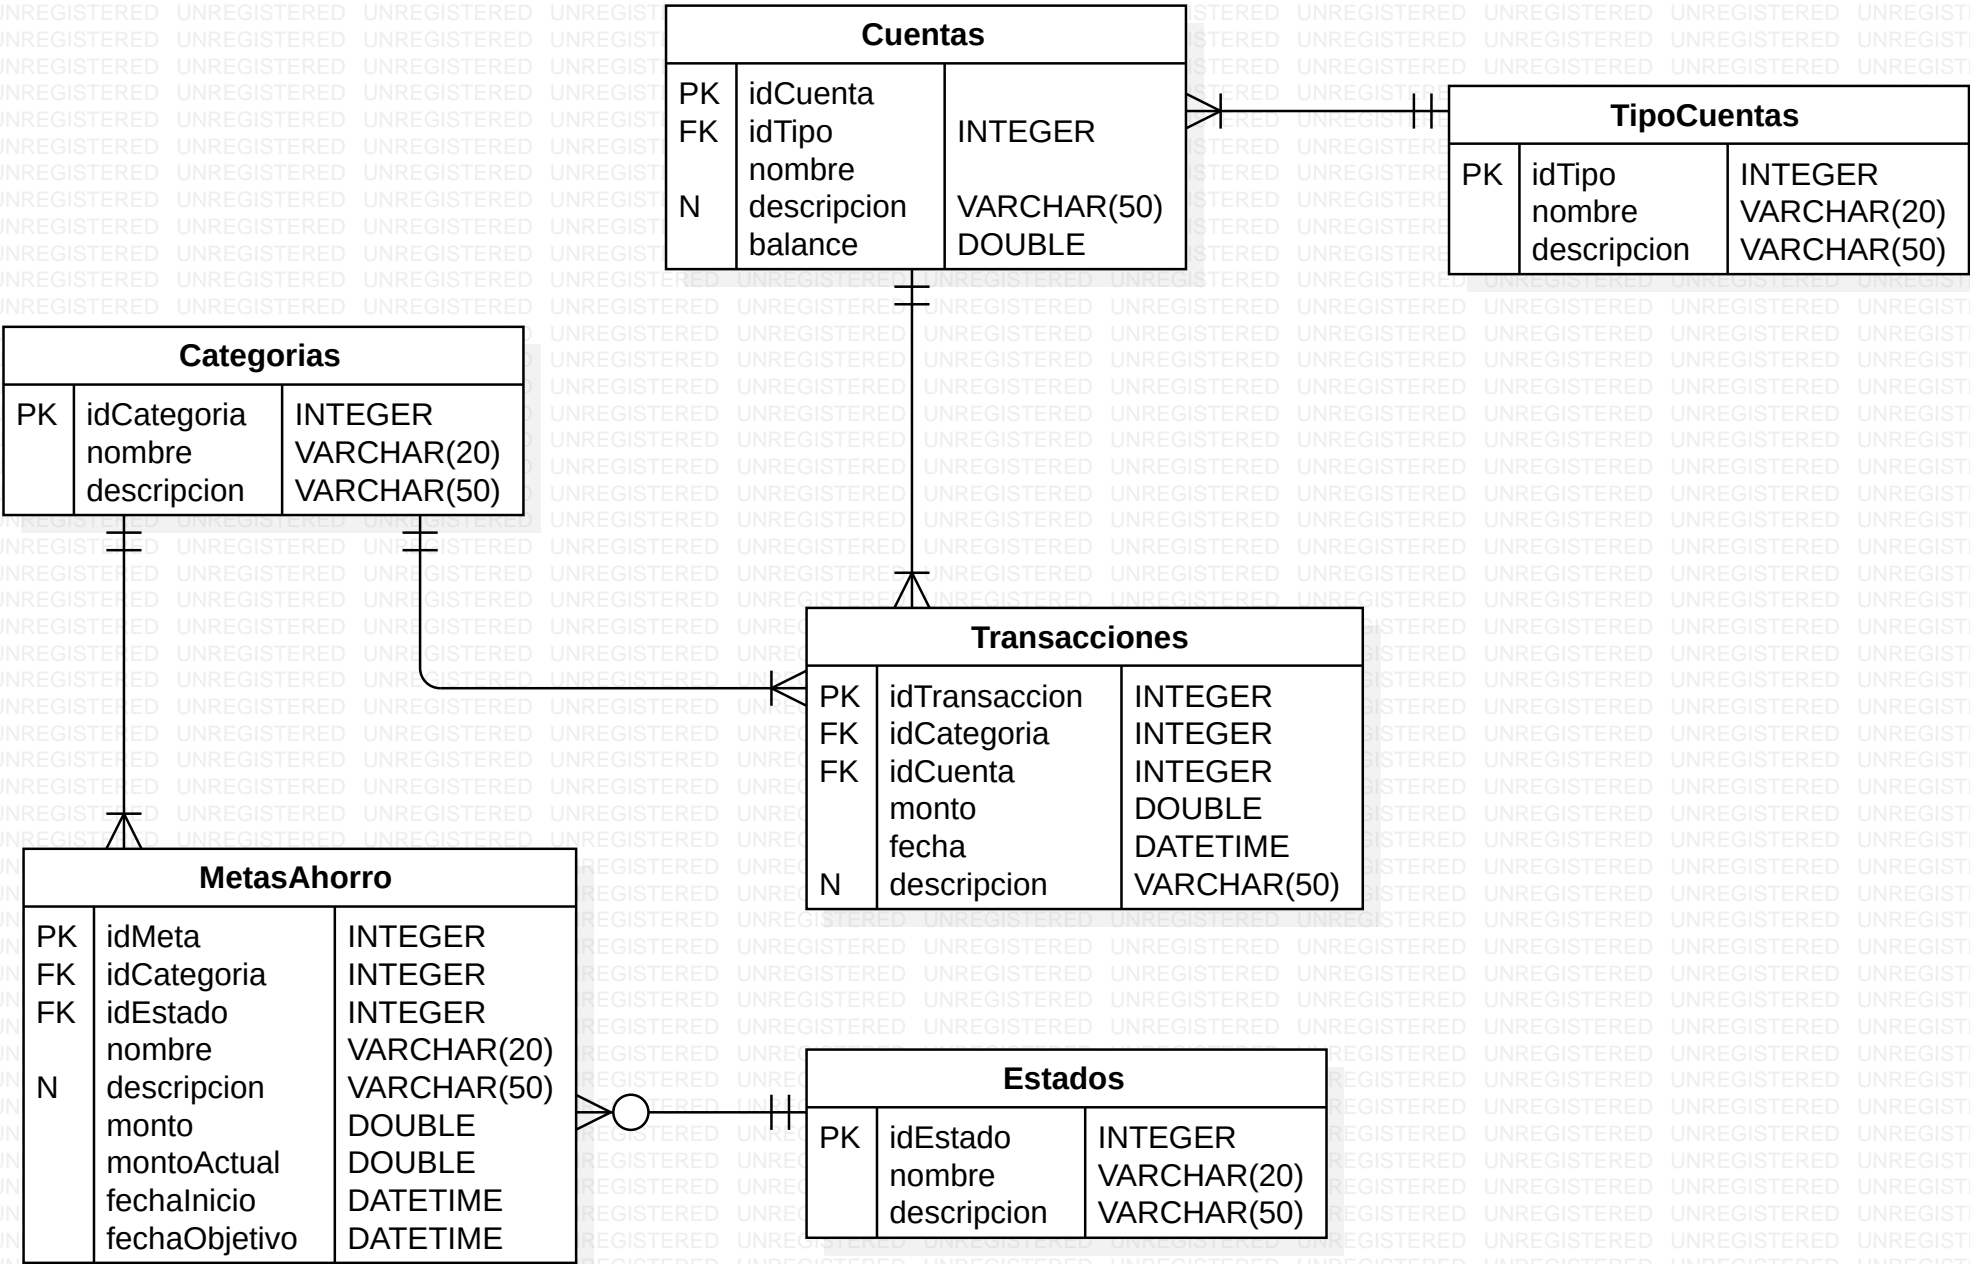 Cuentas
PK idCuenta
FK idTipo INTEGER
nombre
N descripcion VARCHAR(50)
balance DOUBLE
TipoCuentas
PK idTipo INTEGER
nombre VARCHAR(20)
descripcion VARCHAR(50)
Categorias
PK idCategoria INTEGER
nombre VARCHAR(20)
descripcion VARCHAR(50)
Transacciones
PK idTransaccion INTEGER
FK idCategoria INTEGER
FK idCuenta INTEGER
monto DOUBLE
fecha DATETIME
N descripcion VARCHAR(50)
MetasAhorro
PK idMeta INTEGER
FK idCategoria INTEGER
FK idEstado INTEGER
nombre VARCHAR(20)
N descripcion VARCHAR(50)
monto DOUBLE
montoActual DOUBLE
fechaInicio DATETIME
fechaObjetivo DATETIME
Estados
PK idEstado INTEGER
nombre VARCHAR(20)
descripcion VARCHAR(50)
UNREGISTERED